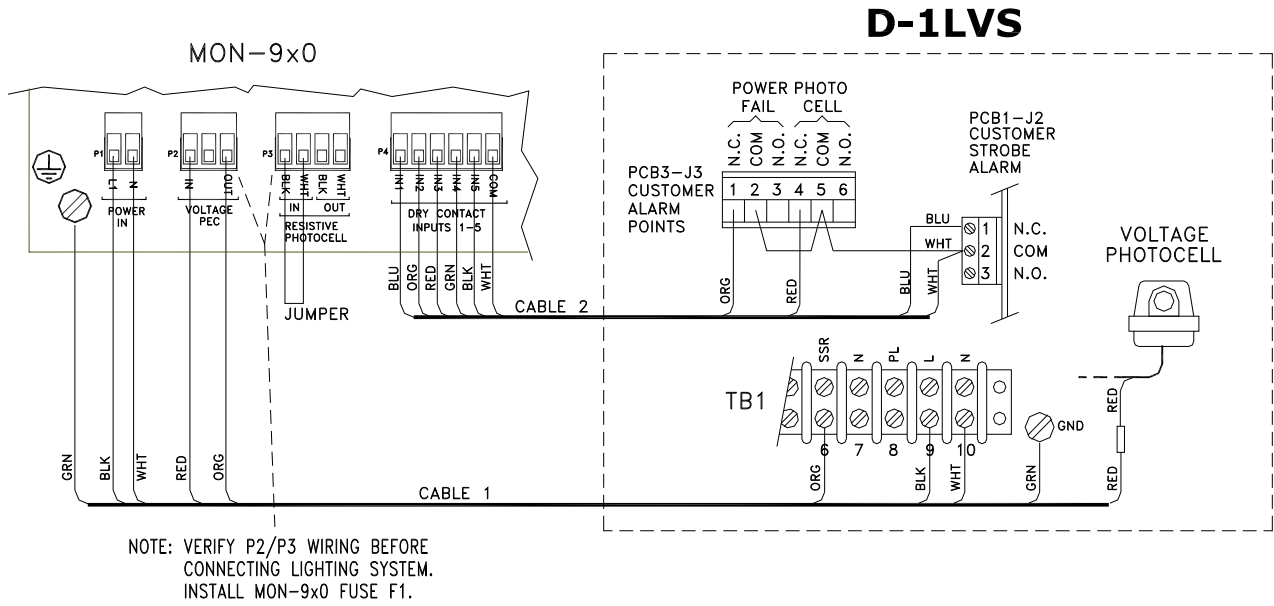 D-1LVS
MON-9x0
P1
L1
N
POWER
IN
P2
IN
OUT
VOLTAGE
PEC
P3
BLK
WHT
BLK
WHT
IN
OUT
RESISTIVE
PHOTOCELL
JUMPER
P4
IN1
IN2
IN3
IN4
IN5
COM
DRY CONTACT
INPUTS 1-5
BLU
ORG
RED
GRN
BLK
WHT
CABLE 2
POWER
FAIL
PHOTO
CELL
N.C.
COM
N.O.
N.C.
COM
N.O.
PCB3-J3
CUSTOMER
ALARM
POINTS
1 2 3 4 5 6
ORG
RED
BLU
WHT
PCB1-J2
CUSTOMER
STROBE
ALARM
BLU
WHT
1 N.C.
2 COM
3 N.O.
VOLTAGE
PHOTOCELL
TB1
SSR
N
PL
L
N
6 7 8 9 10
GND
RED
GRN
BLK
WHT
RED
ORG
CABLE 1
ORG
BLK
WHT
GRN
RED
NOTE: VERIFY P2/P3 WIRING BEFORE
CONNECTING LIGHTING SYSTEM.
INSTALL MON-9x0 FUSE F1.